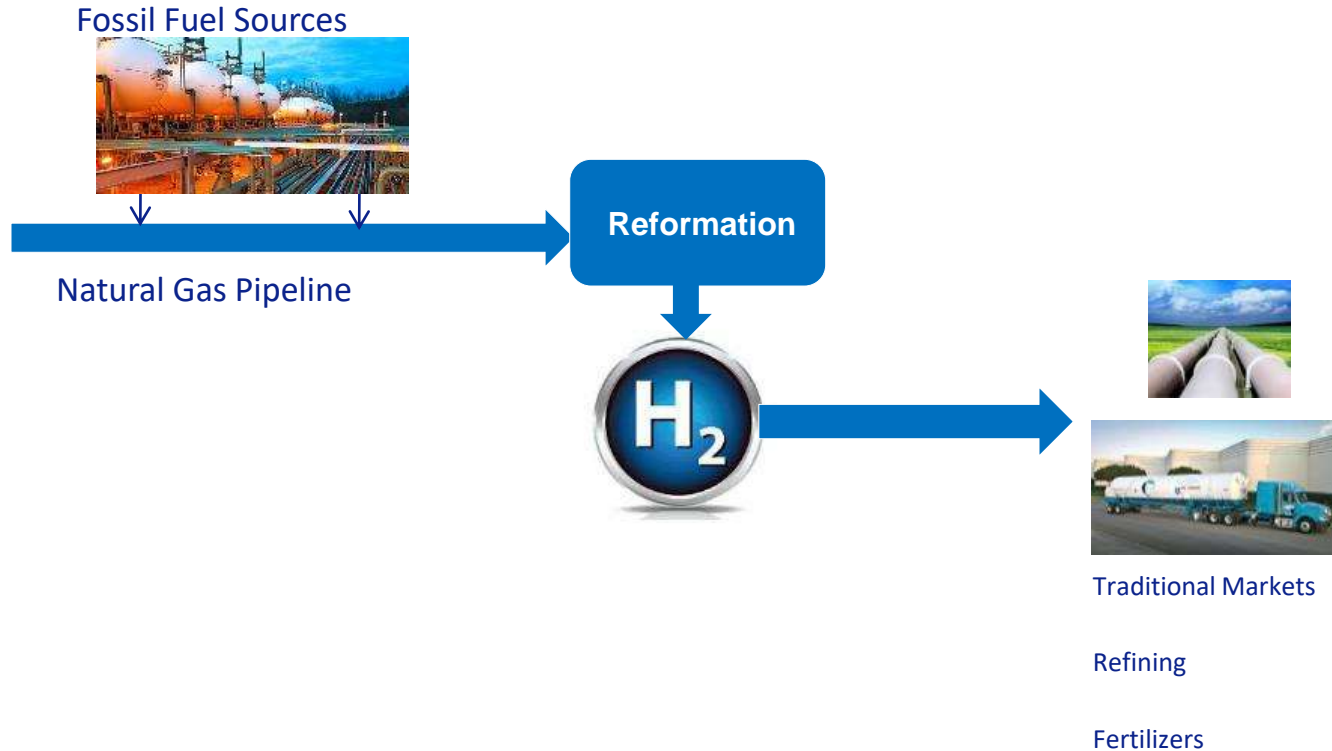 Fossil Fuel Sources
Reformation
Natural Gas Pipeline
H2
Traditional Markets
Refining
Fertilizers